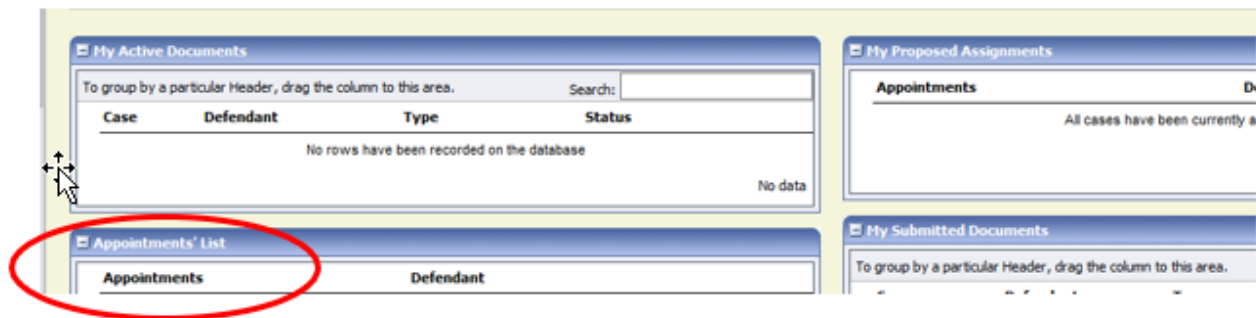 My Active Documents
To group by a particular Header, drag the column to this area. Search:
Case Defendant Type Status
No rows have been recorded on the database
No data
Appointments' List
Appointments Defendant
My Proposed Assignments
Appointments
All cases have been currently
My Submitted Documents
To group by a particular Header, drag the column to this area.